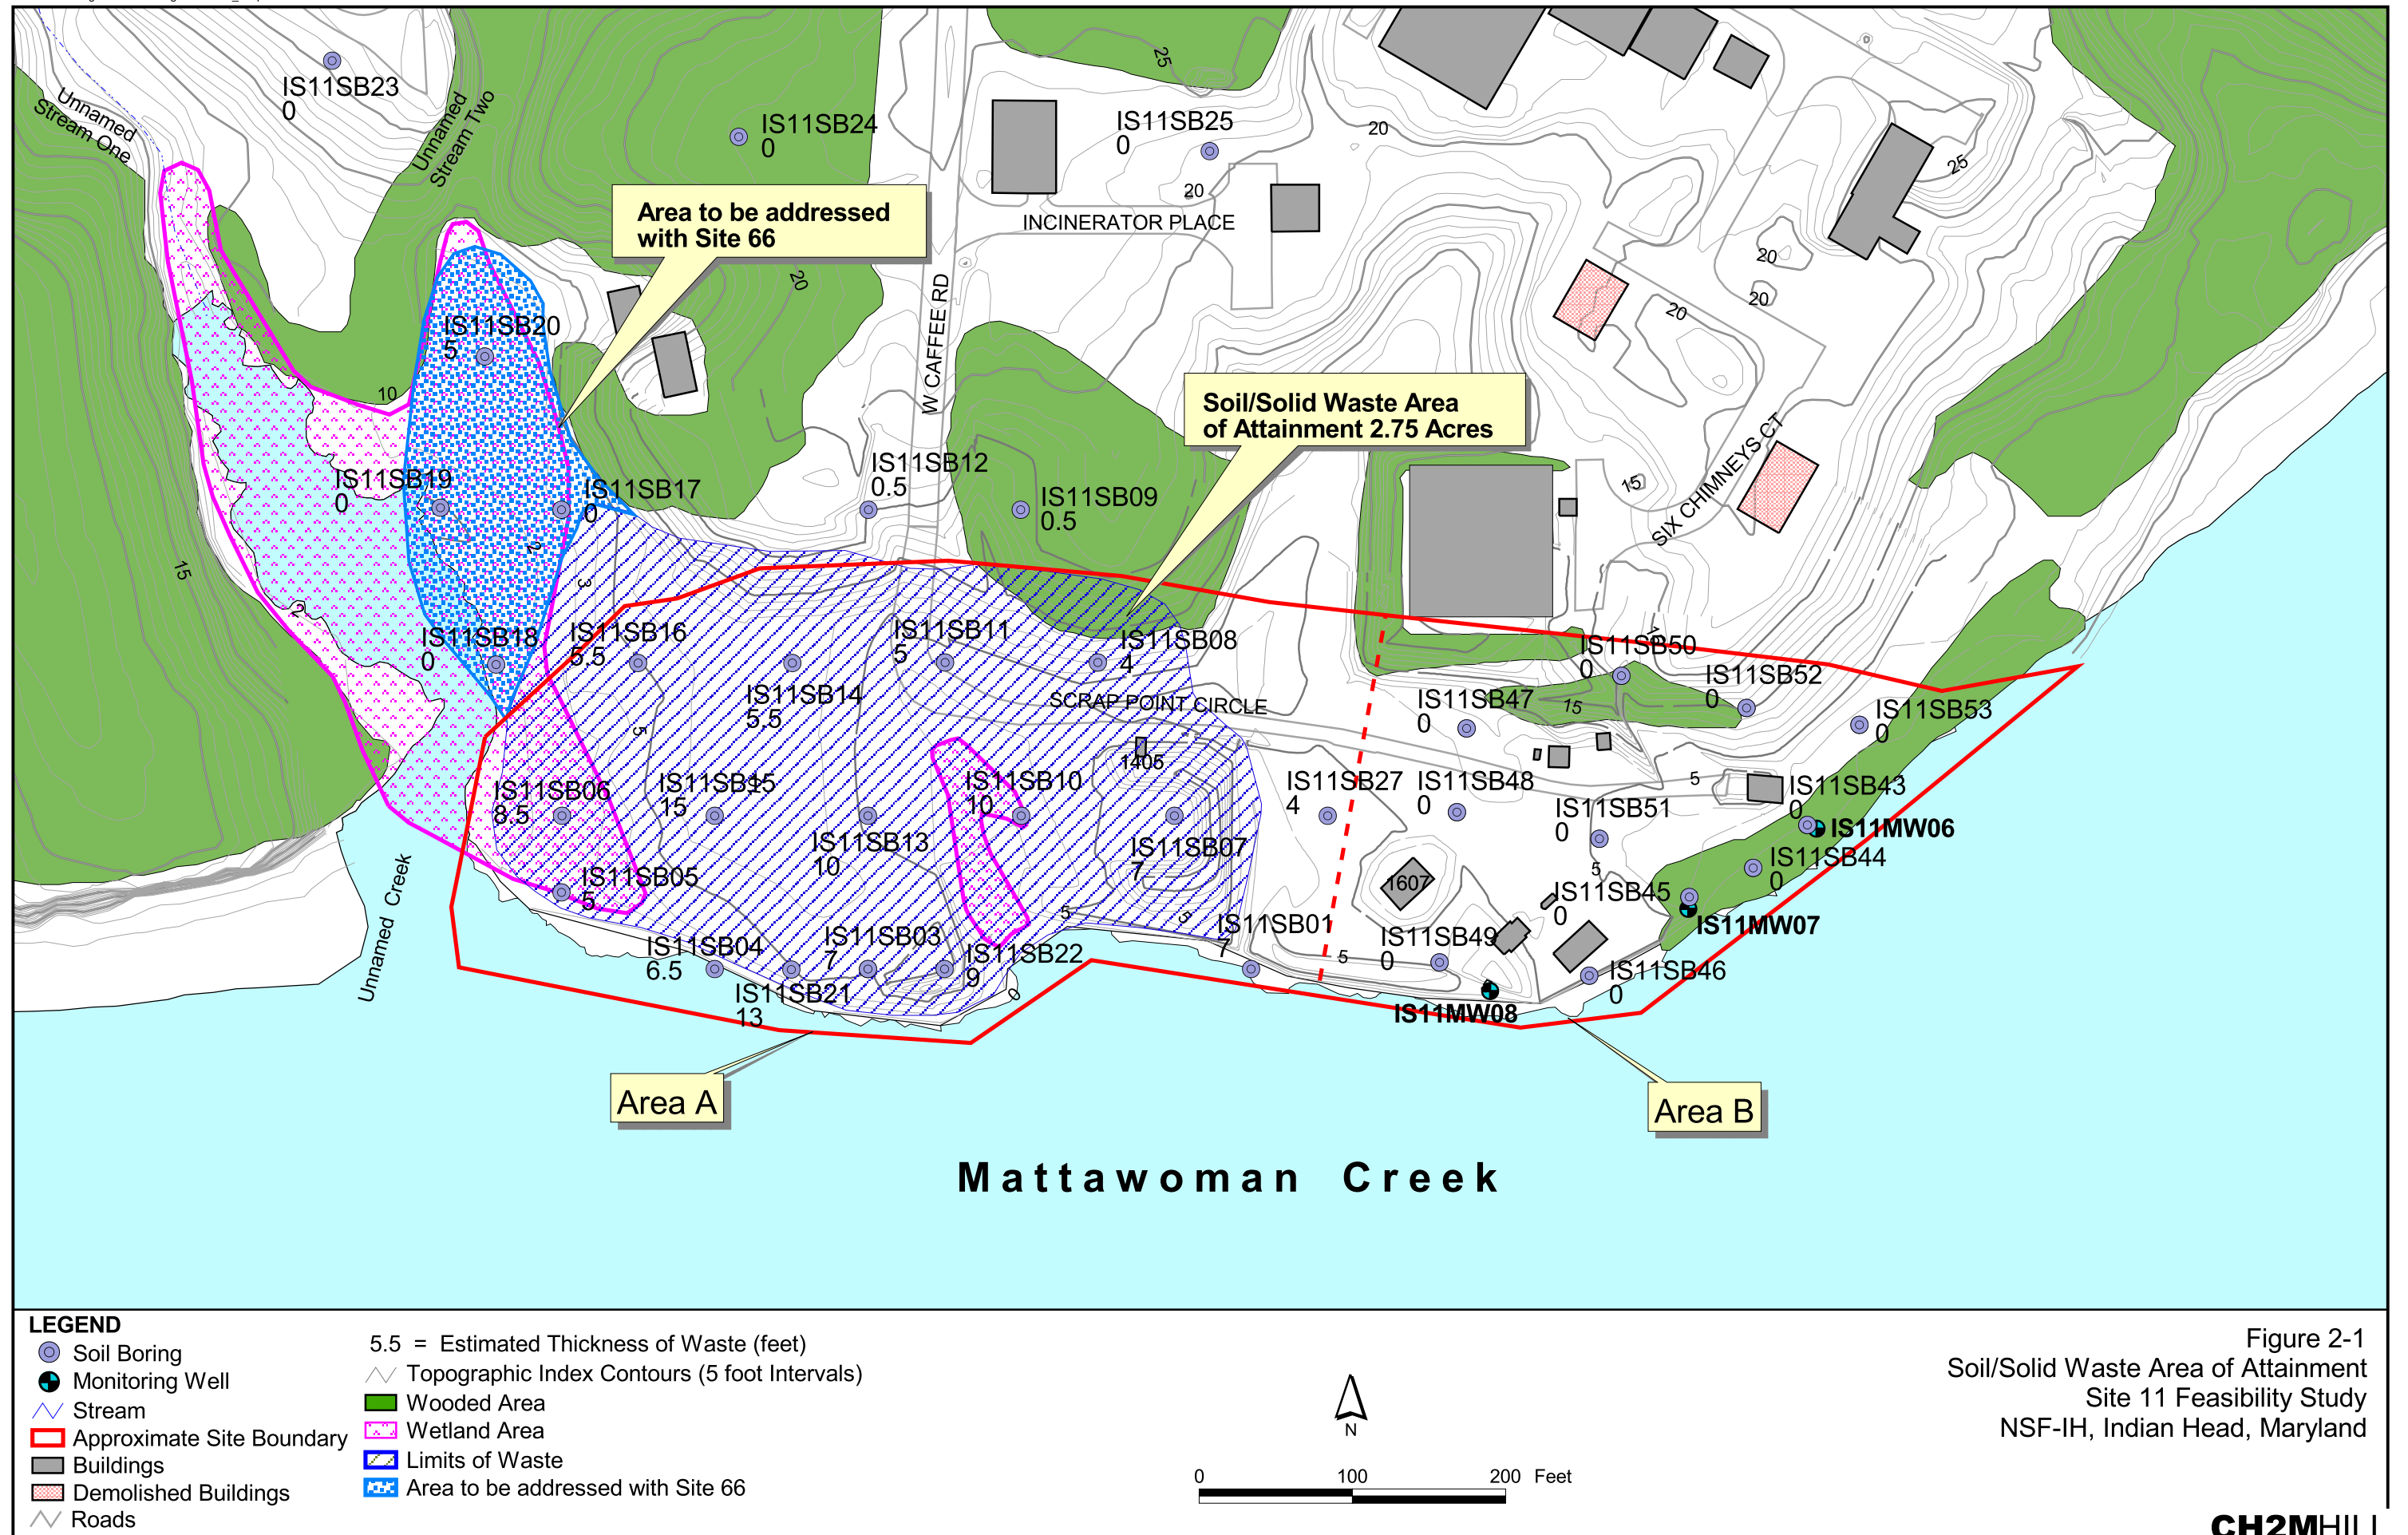 IS11SB23
0
Unnamed
Stream One
Unnamed
Stream Two
IS11SB24
0
IS11SB25
0
25
20
20
25
INCINERATOR PLACE
Area to be addressed
with Site 66
20
20
20
20
W CAFFEE RD
IS11SB20
5
10
Soil/Solid Waste Area
of Attainment 2.75 Acres
SIX CHIMNEYS CT
15
IS11SB12
0.5
IS11SB09
0.5
IS11SB19
0
IS11SB17
0
2
15
3
2
IS11SB18
0
IS11SB16
5.5
IS11SB11
5
IS11SB08
4
IS11SB14
5.5
SCRAP POINT CIRCLE
IS11SB50
0
IS11SB52
0
IS11SB47
0
15
IS11SB53
0
5
1405
IS11SB06
8.5
IS11SB15
15
IS11SB10
10
IS11SB27
4
IS11SB48
0
5
IS11SB43
0
IS11SB51
0
IS11MW06
IS11SB13
10
IS11SB07
7
5
IS11SB44
0
1607
IS11SB05
5
IS11SB45
0
5
5
IS11MW07
IS11SB04
6.5
IS11SB03
7
IS11SB22
9
IS11SB01
7
IS11SB49
0
5
IS11SB46
0
IS11SB21
13
0
IS11MW08
Unnamed Creek
Area A
Area B
Mattawoman Creek
LEGEND
Soil Boring
Monitoring Well
Stream
Approximate Site Boundary
Buildings
Demolished Buildings
Roads
5.5 = Estimated Thickness of Waste (feet)
Topographic Index Contours (5 foot Intervals)
Wooded Area
Wetland Area
Limits of Waste
Area to be addressed with Site 66
N
0 100 200 Feet
Figure 2-1
Soil/Solid Waste Area of Attainment
Site 11 Feasibility Study
NSF-IH, Indian Head, Maryland
CH2MHILL